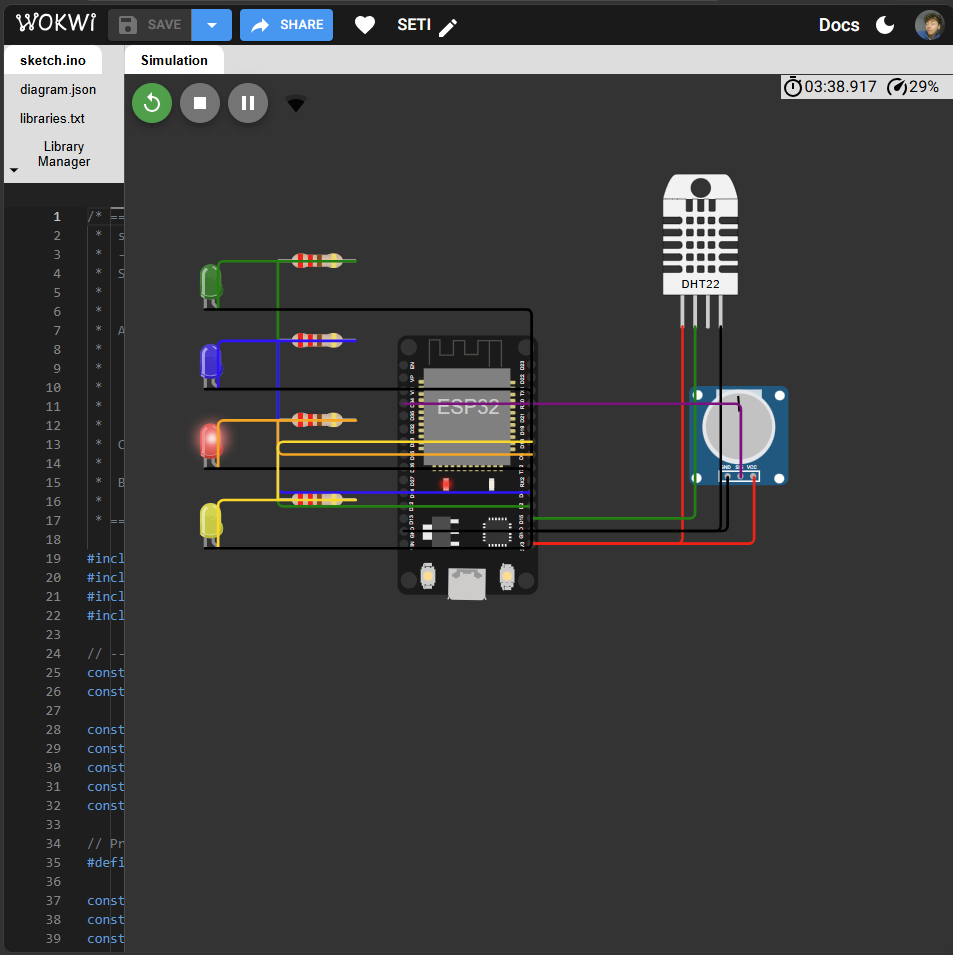 WOKWI
SAVE
SHARE
SETI
Docs
sketch.ino
diagram.json
libraries.txt
Library
Manager
Simulation
03:38.917
29%
1 /* ==
2 * s
3 * -
4 * S
5 *
6 *
7 * A
8 *
9 *
10 *
11 *
12 *
13 * C
14 *
15 * B
16 *
17 * ==
18
19 #incl
20 #incl
21 #incl
22 #incl
23
24 // --
25 const
26 const
27
28 const
29 const
30 const
31 const
32 const
33
34 // Pr
35 #defi
36
37 const
38 const
39 const
DHT22
ESP32
EN
VP
D23
D22
GND
VCC